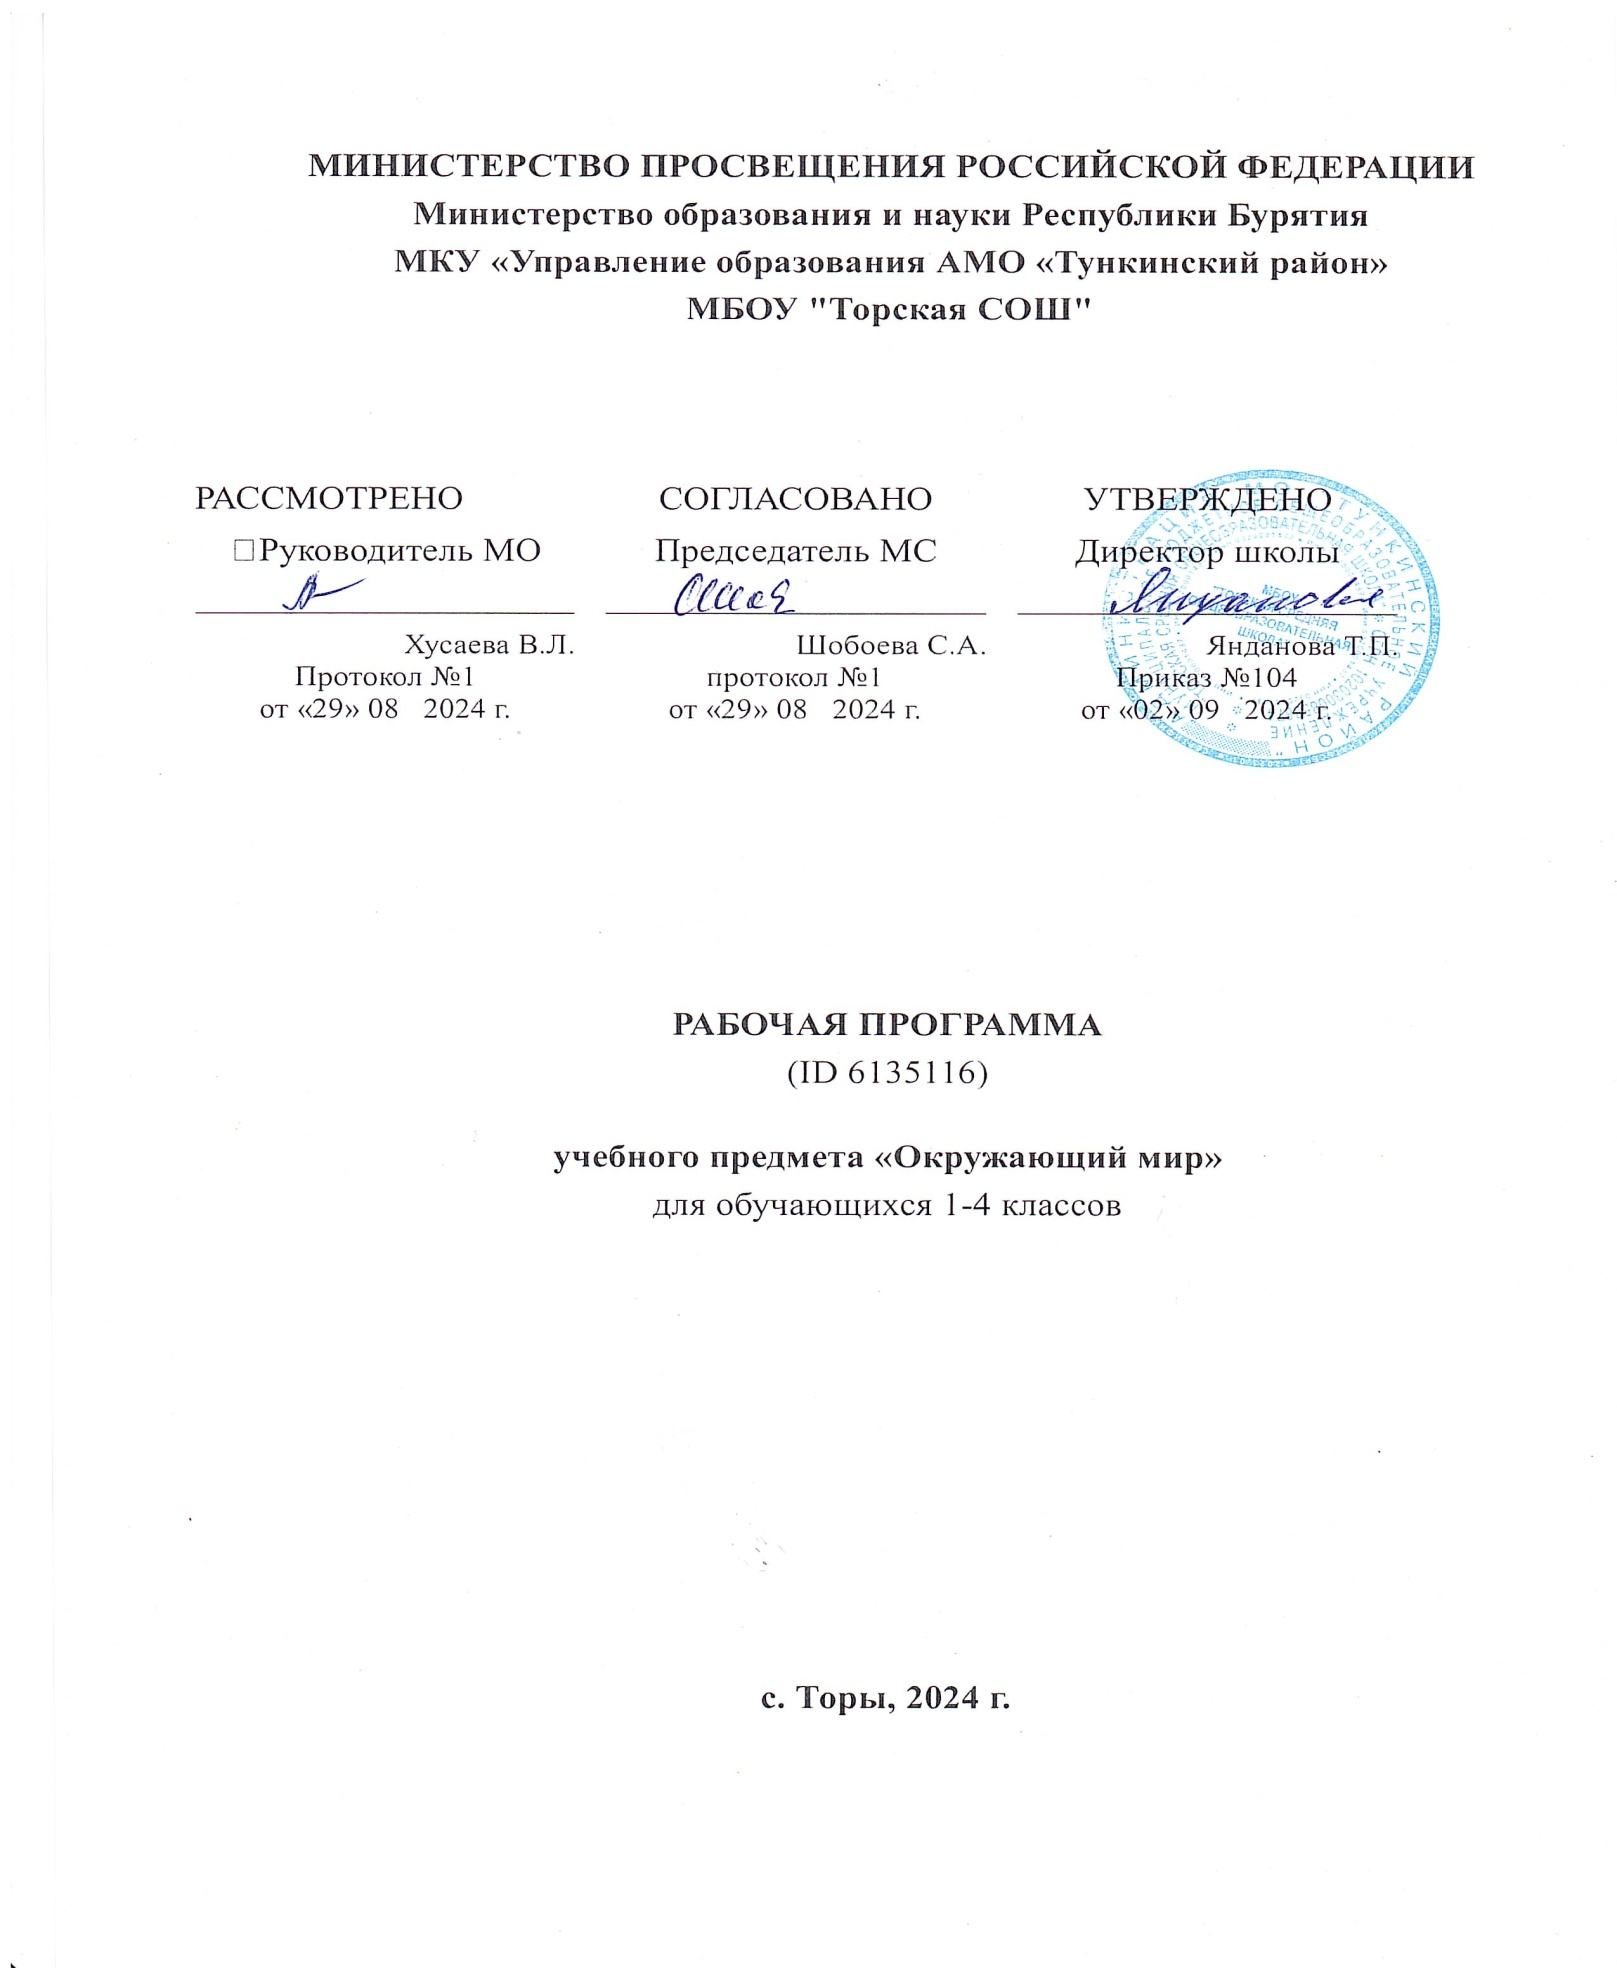 МИНИСТЕРСТВО ПРОСВЕЩЕНИЯ РОССИЙСКОЙ ФЕДЕРАЦИИ
Министерство образования и науки Республики Бурятия
МКУ «Управление образования АМО «Тункинский район»
МБОУ "Торская СОШ"
РАССМОТРЕНО
Руководитель МО
Хусаева В.Л.
Протокол №1
от «29» 08 2024 г.
СОГЛАСОВАНО
Председатель МС
Шобоева С.А.
протокол №1
от «29» 08 2024 г.
УТВЕРЖДЕНО
Директор школы
Янданова Т.П.
Приказ №104
от «02» 09 2024 г.
РАБОЧАЯ ПРОГРАММА
(ID 6135116)
учебного предмета «Окружающий мир»
для обучающихся 1-4 классов
с. Торы, 2024 г.